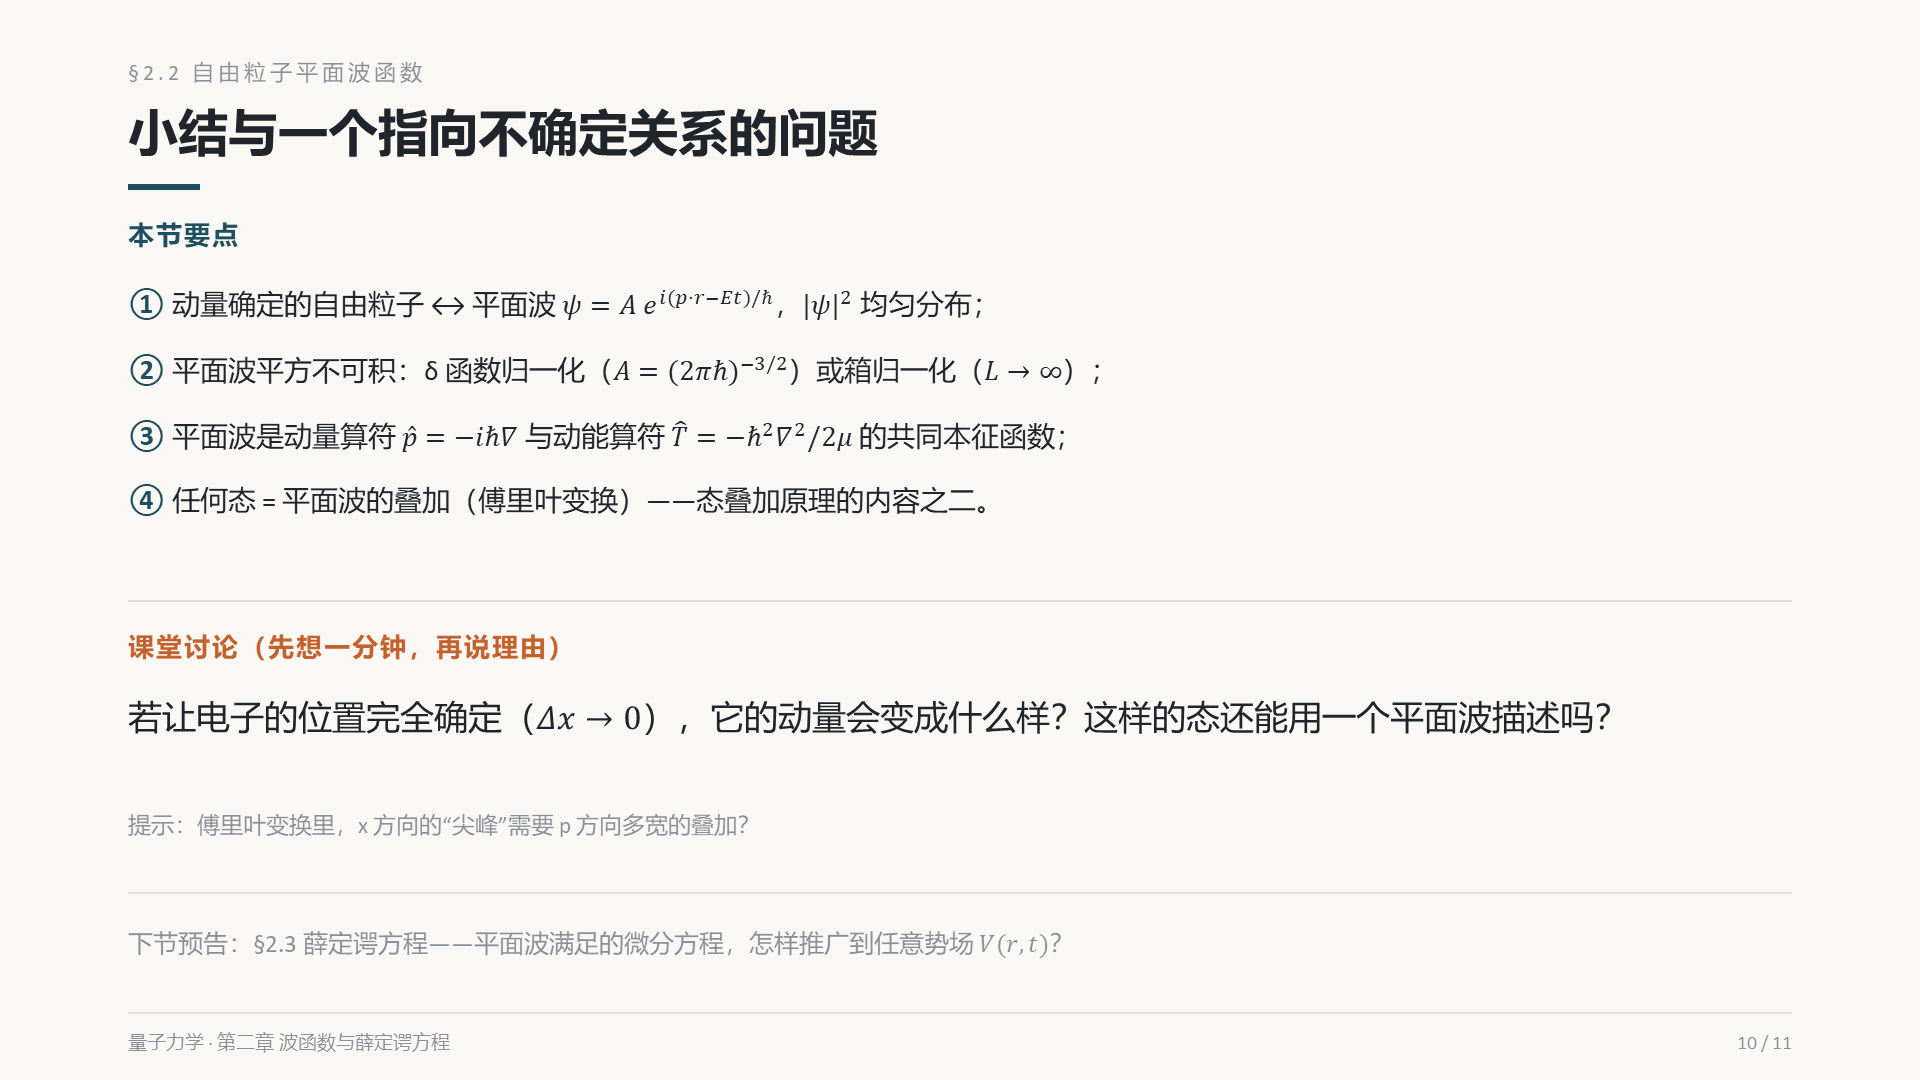 §2.2 自由粒子平面波函数
小结与一个指向不确定关系的问题
本节要点
① 动量确定的自由粒子 ↔ 平面波 ψ = A e^{i(p·r−Et)/ħ}，|ψ|² 均匀分布；
② 平面波平方不可积：δ 函数归一化（A = (2πħ)^{−3/2}）或箱归一化（L → ∞）；
③ 平面波是动量算符 p̂ = −iħ∇ 与动能算符 T̂ = −ħ²∇²/2μ 的共同本征函数；
④ 任何态 = 平面波的叠加（傅里叶变换）——态叠加原理的内容之二。
课堂讨论（先想一分钟，再说理由）
若让电子的位置完全确定（Δx → 0），它的动量会变成什么样？这样的态还能用一个平面波描述吗？
提示：傅里叶变换里，x 方向的“尖峰”需要 p 方向多宽的叠加？
下节预告：§2.3 薛定谔方程——平面波满足的微分方程，怎样推广到任意势场 V(r, t)？
量子力学 · 第二章 波函数与薛定谔方程
10 / 11